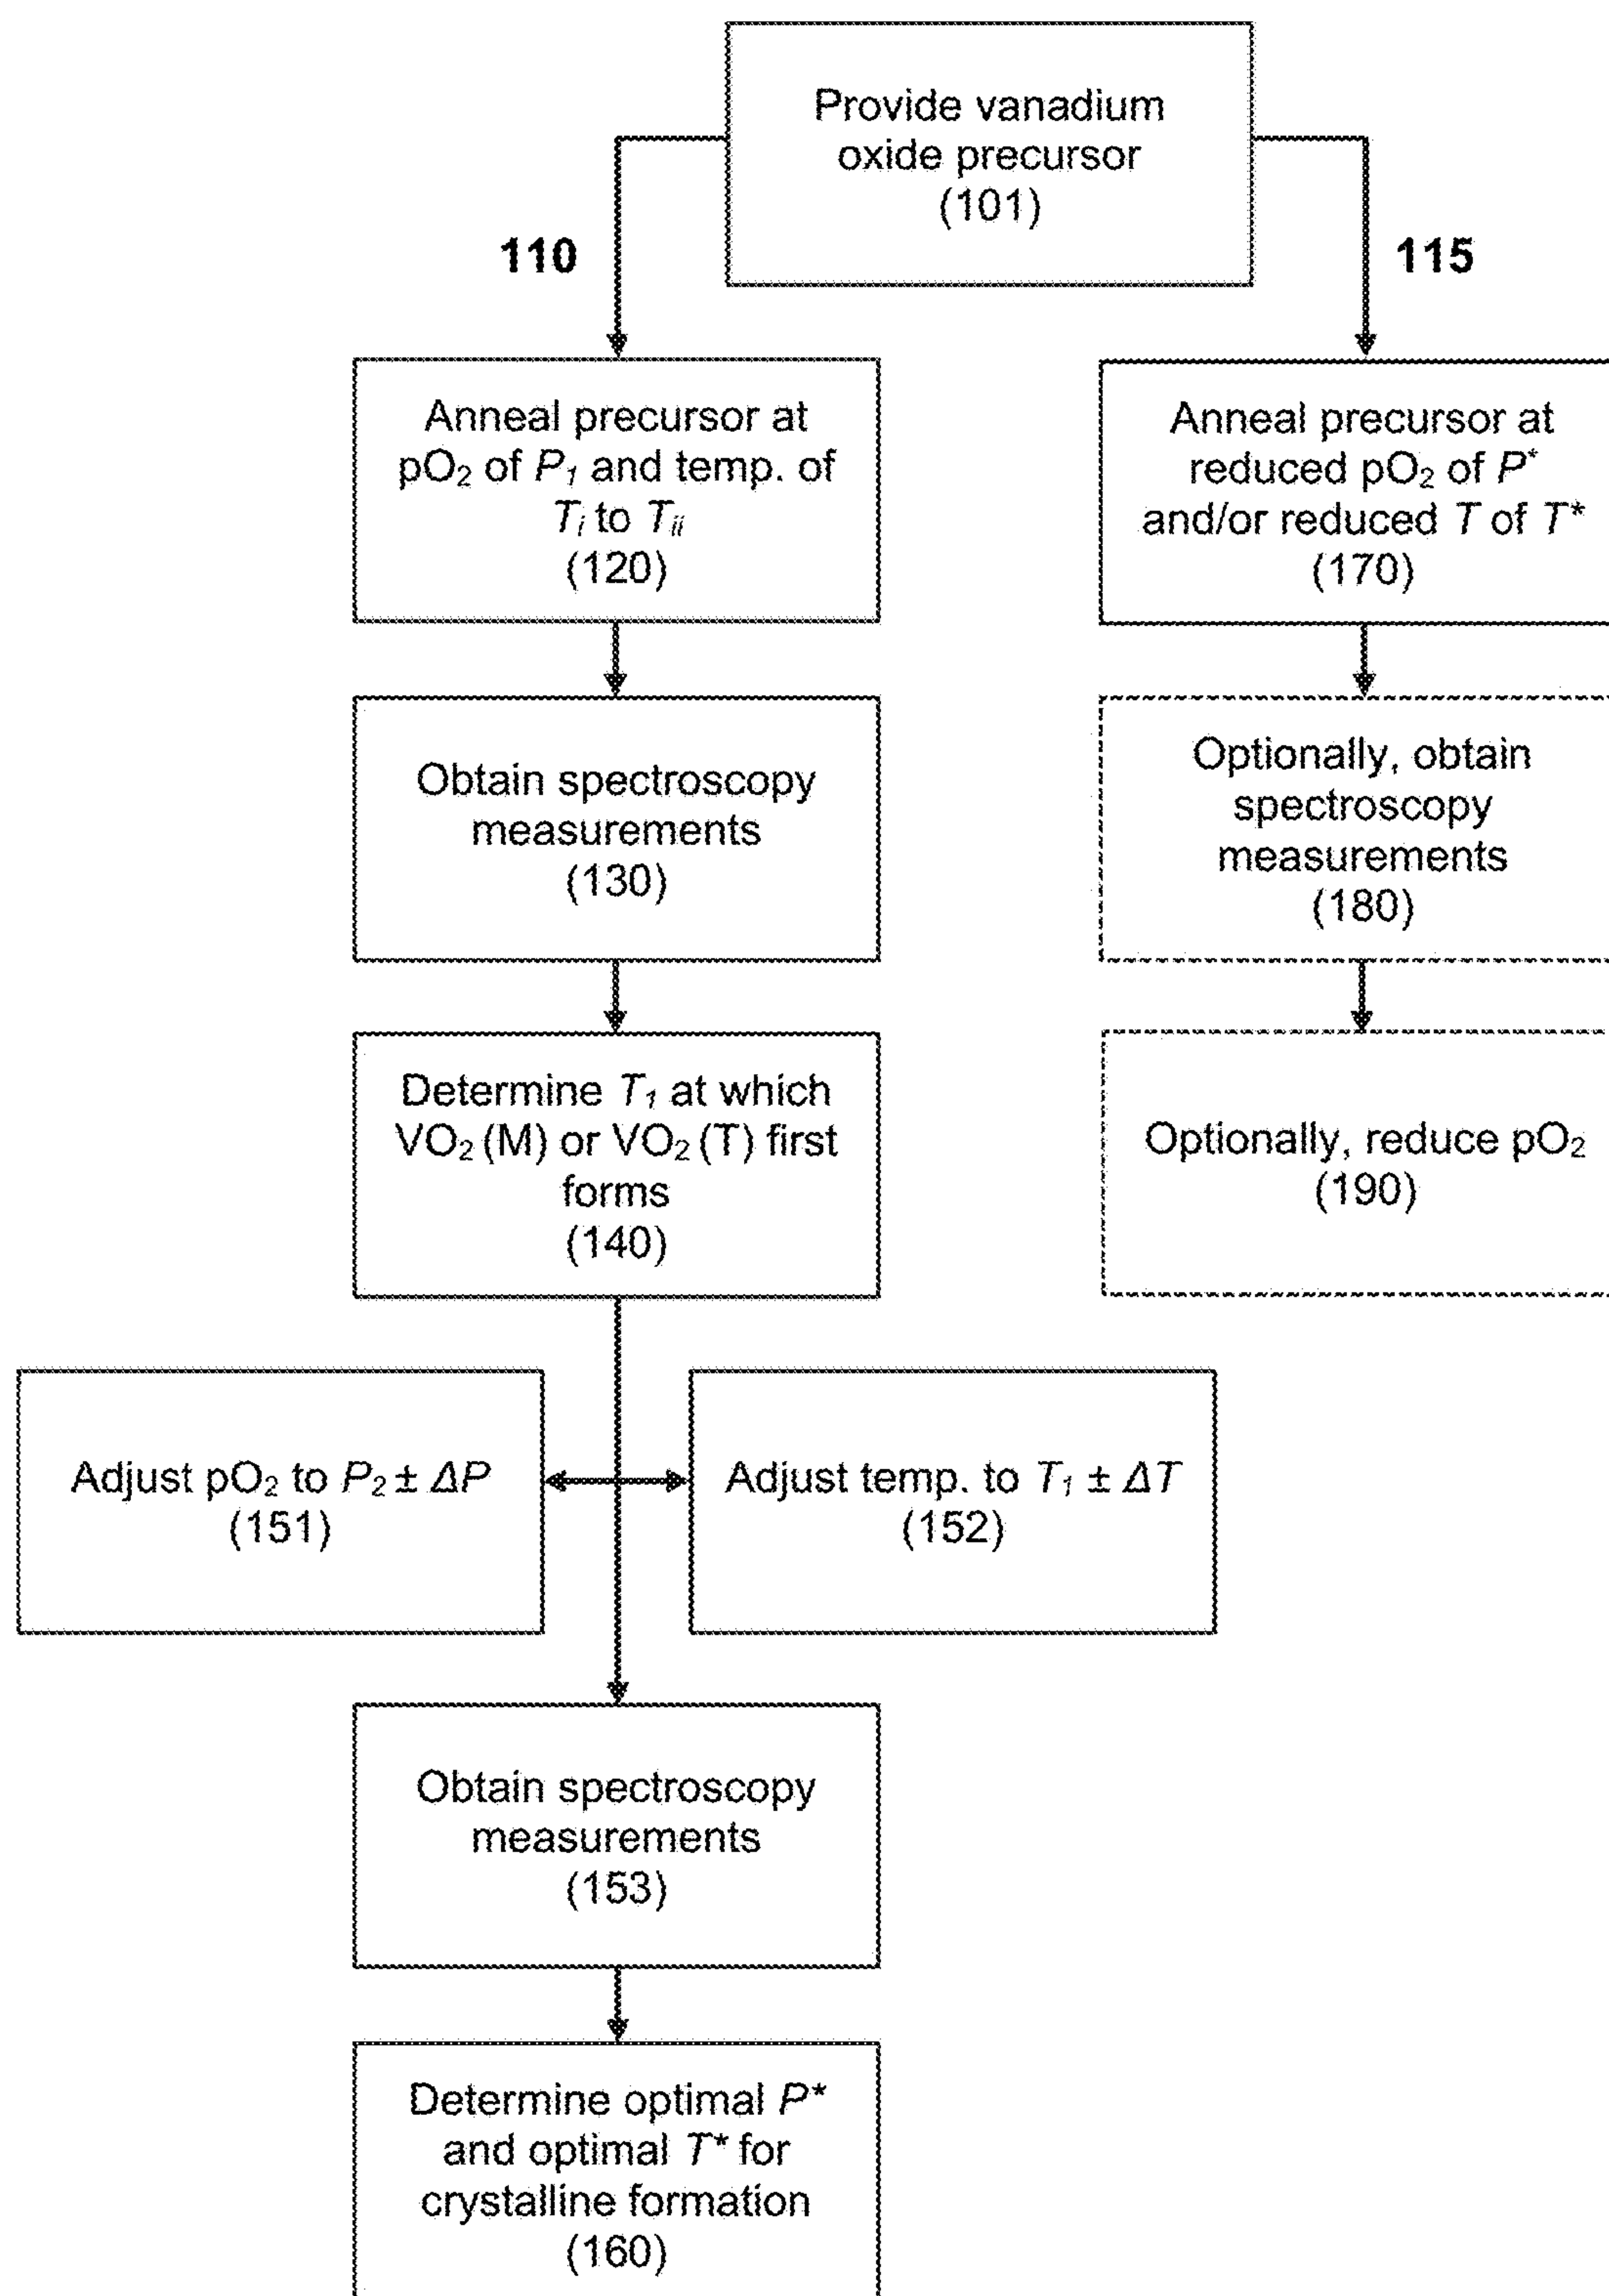 Provide vanadium
oxide precursor
(101)
110
115
Anneal precursor at
pO₂ of P₁ and temp. of
Tᵢ to Tᵢᵢ
(120)
Anneal precursor at
reduced pO₂ of P*
and/or reduced T of T*
(170)
Obtain spectroscopy
measurements
(130)
Optionally, obtain
spectroscopy
measurements
(180)
Determine T₁ at which
VO₂ (M) or VO₂ (T) first
forms
(140)
Optionally, reduce pO₂
(190)
Adjust pO₂ to P₂ ± ΔP
(151)
Adjust temp. to T₁ ± ΔT
(152)
Obtain spectroscopy
measurements
(153)
Determine optimal P*
and optimal T* for
crystalline formation
(160)